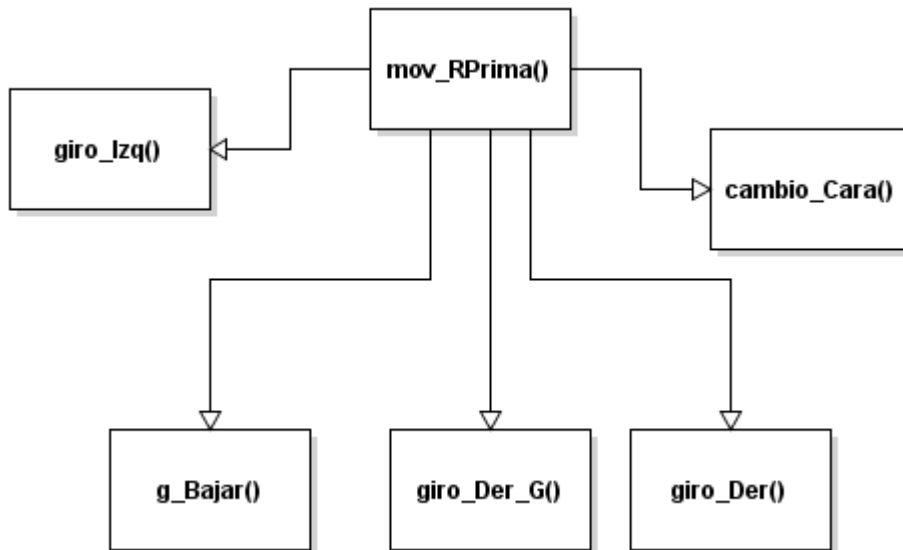 mov_RPrima()
giro_Izq()
cambio_Cara()
g_Bajar()
giro_Der_G()
giro_Der()